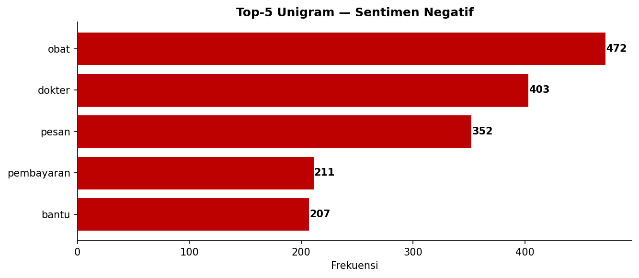 Top-5 Unigram — Sentimen Negatif
obat 472
dokter 403
pesan 352
pembayaran 211
bantu 207
0 100 200 300 400
Frekuensi